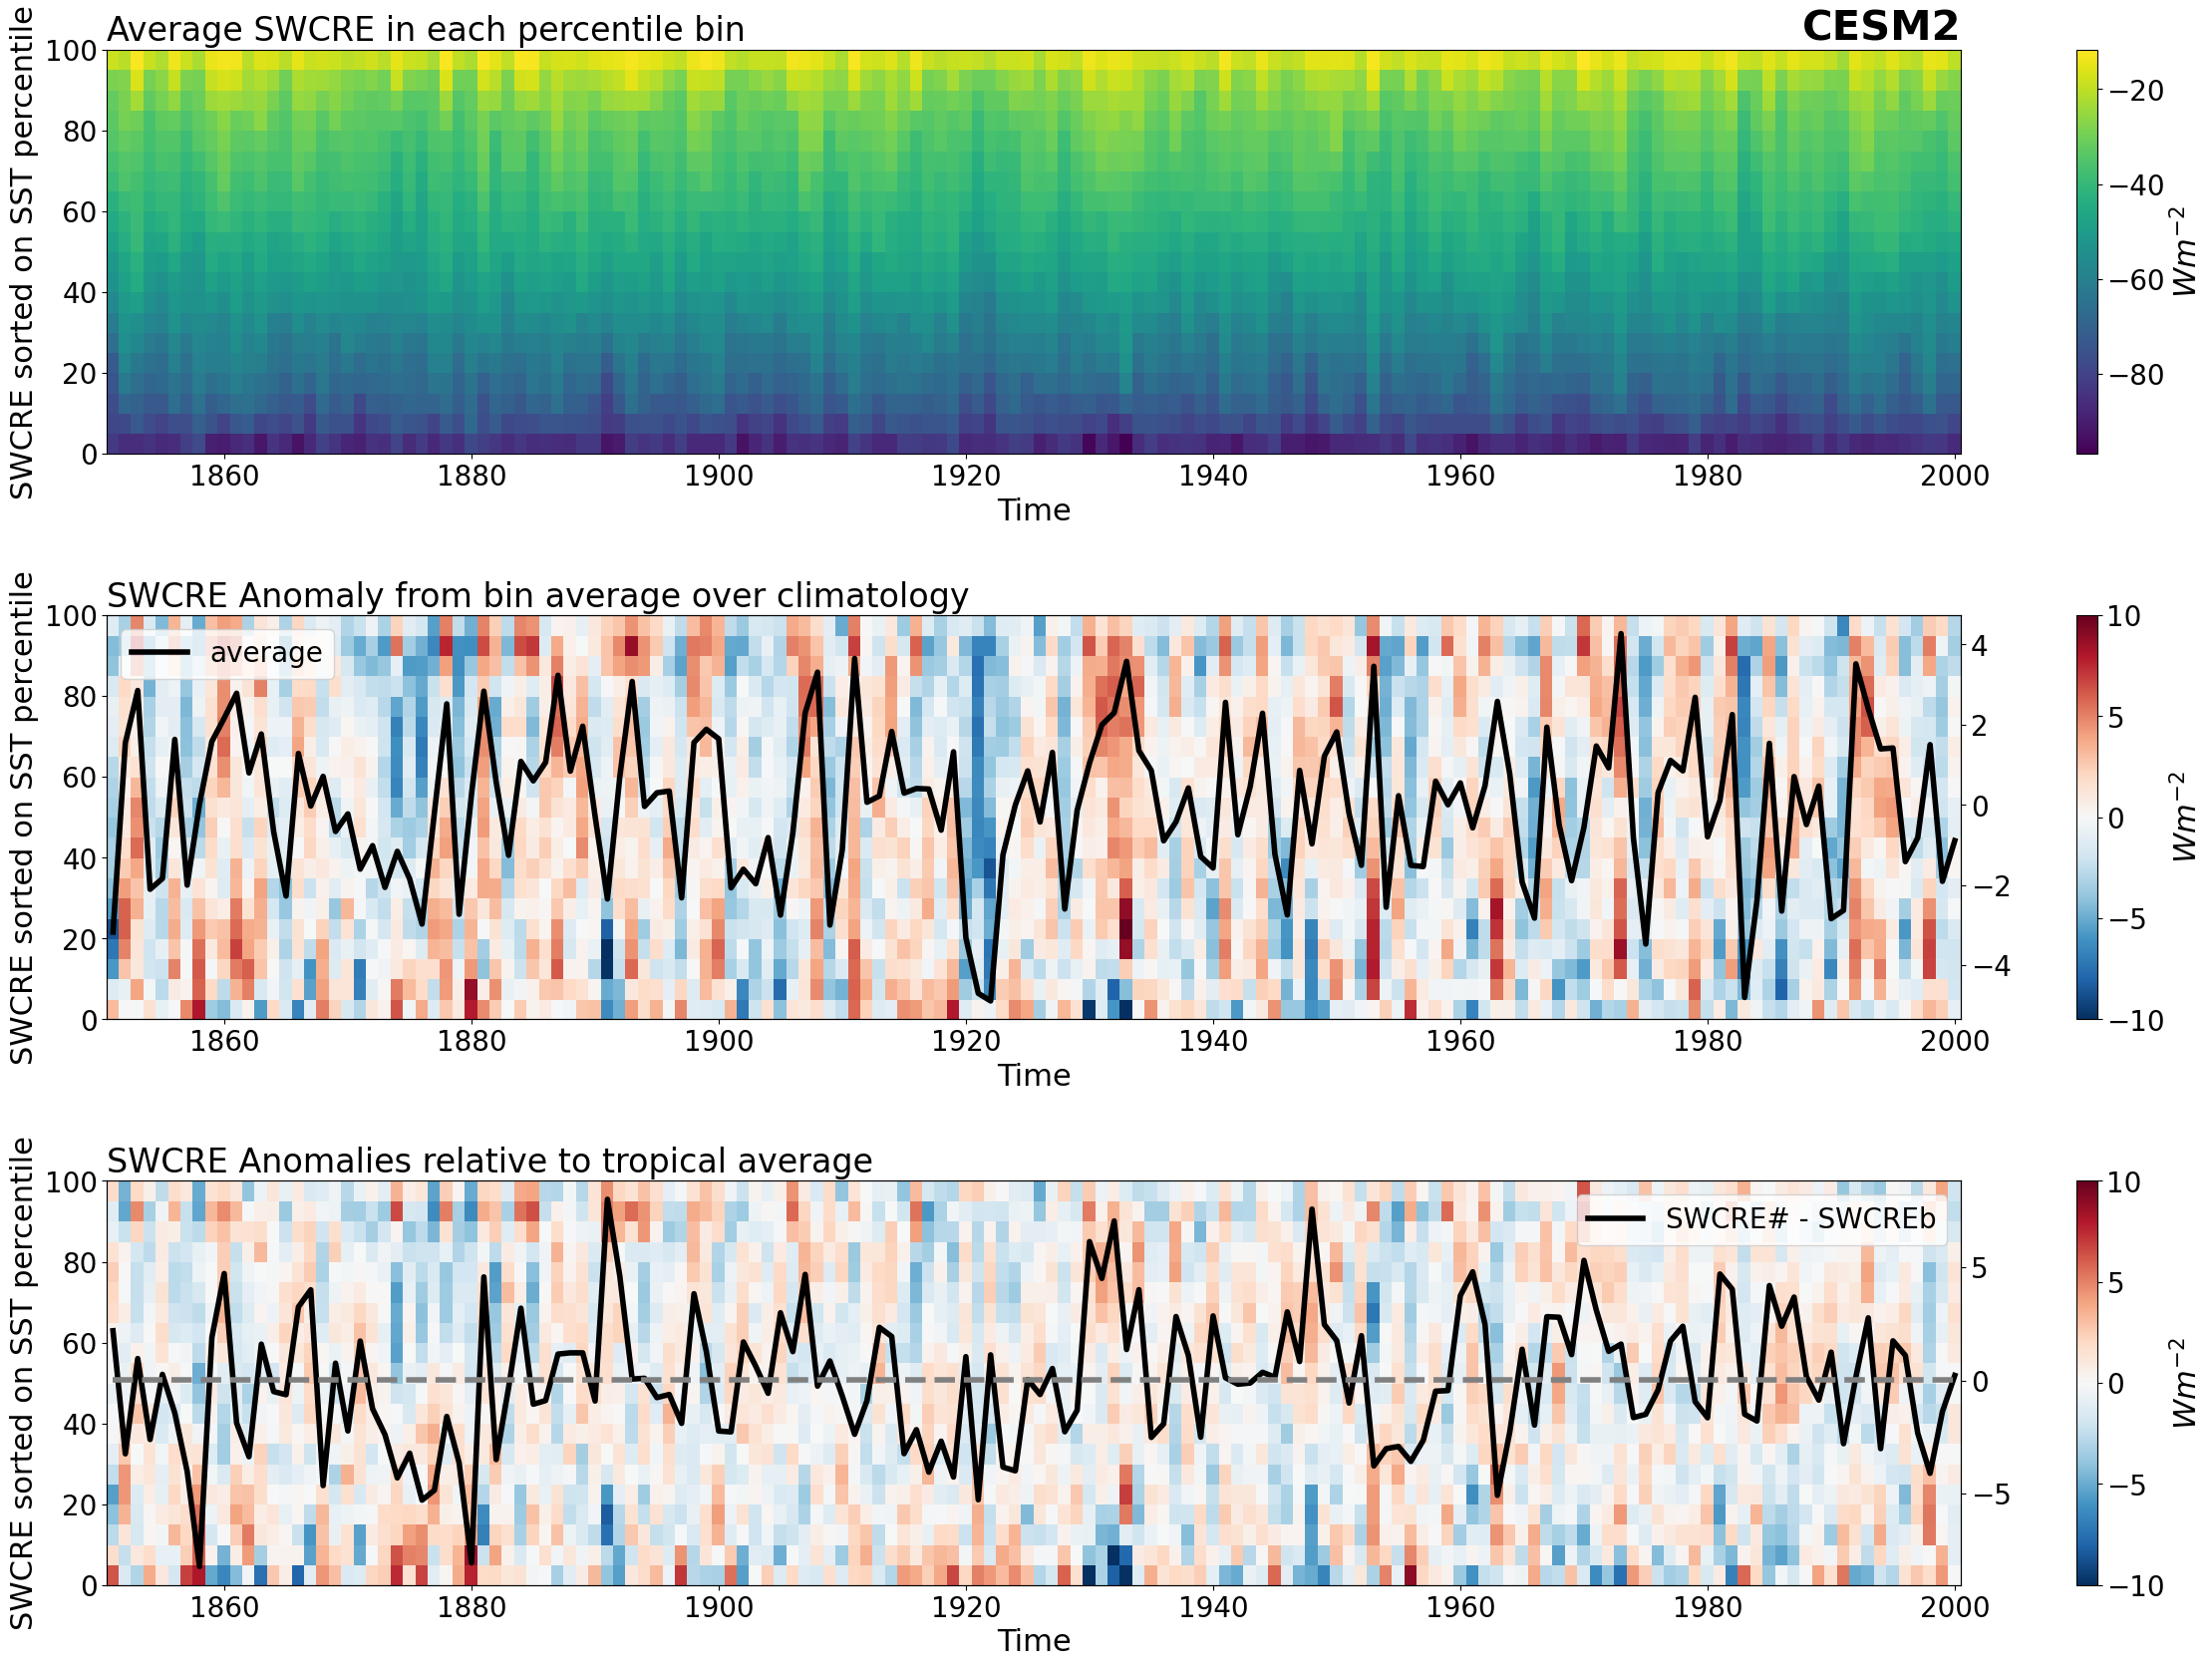 Average SWCRE in each percentile bin
CESM2
SWCRE sorted on SST percentile
100
80
60
40
20
0
1860 1880 1900 1920 1940 1960 1980 2000
Time
−20
−40
−60
−80
Wm−2
SWCRE Anomaly from bin average over climatology
SWCRE sorted on SST percentile
100
80
60
40
20
0
average
4
2
0
−2
−4
1860 1880 1900 1920 1940 1960 1980 2000
Time
10
5
0
−5
−10
Wm−2
SWCRE Anomalies relative to tropical average
SWCRE sorted on SST percentile
100
80
60
40
20
0
SWCRE# - SWCREb
5
0
−5
1860 1880 1900 1920 1940 1960 1980 2000
Time
10
5
0
−5
−10
Wm−2